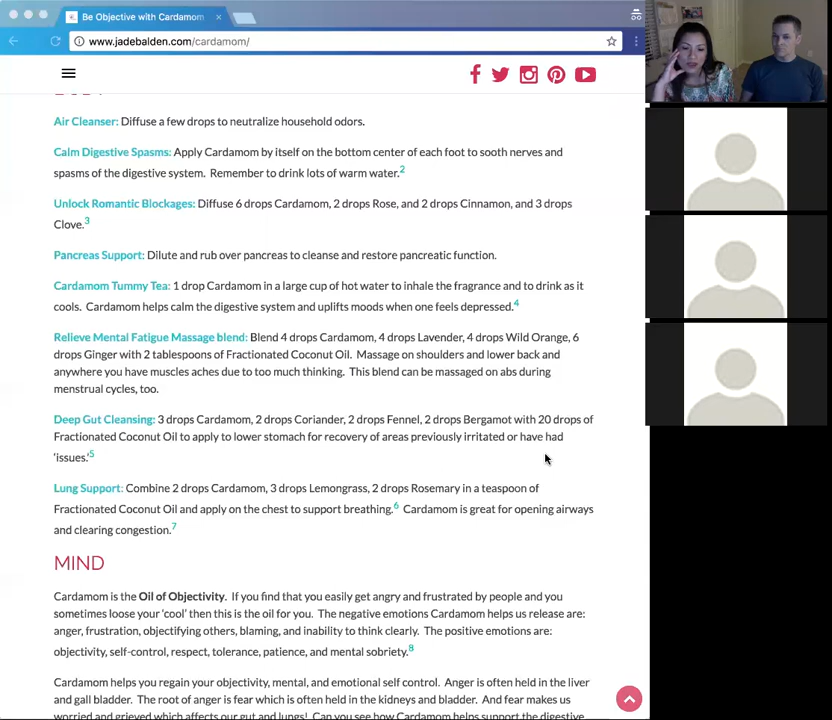 Be Objective with Cardamom
www.jadebalden.com/cardamom/
Air Cleanser: Diffuse a few drops to neutralize household odors.
Calm Digestive Spasms: Apply Cardamom by itself on the bottom center of each foot to sooth nerves and
spasms of the digestive system. Remember to drink lots of warm water.2
Unlock Romantic Blockages: Diffuse 6 drops Cardamom, 2 drops Rose, and 2 drops Cinnamon, and 3 drops
Clove.3
Pancreas Support: Dilute and rub over pancreas to cleanse and restore pancreatic function.
Cardamom Tummy Tea: 1 drop Cardamom in a large cup of hot water to inhale the fragrance and to drink as it
cools. Cardamom helps calm the digestive system and uplifts moods when one feels depressed.4
Relieve Mental Fatigue Massage blend: Blend 4 drops Cardamom, 4 drops Lavender, 4 drops Wild Orange, 6
drops Ginger with 2 tablespoons of Fractionated Coconut Oil. Massage on shoulders and lower back and
anywhere you have muscles aches due to too much thinking. This blend can be massaged on abs during
menstrual cycles, too.
Deep Gut Cleansing: 3 drops Cardamom, 2 drops Coriander, 2 drops Fennel, 2 drops Bergamot with 20 drops of
Fractionated Coconut Oil to apply to lower stomach for recovery of areas previously irritated or have had
'issues.'5
Lung Support: Combine 2 drops Cardamom, 3 drops Lemongrass, 2 drops Rosemary in a teaspoon of
Fractionated Coconut Oil and apply on the chest to support breathing.6 Cardamom is great for opening airways
and clearing congestion.7
MIND
Cardamom is the Oil of Objectivity. If you find that you easily get angry and frustrated by people and you
sometimes loose your 'cool' then this is the oil for you. The negative emotions Cardamom helps us release are:
anger, frustration, objectifying others, blaming, and inability to think clearly. The positive emotions are:
objectivity, self-control, respect, tolerance, patience, and mental sobriety.8
Cardamom helps you regain your objectivity, mental, and emotional self control. Anger is often held in the liver
and gall bladder. The root of anger is fear which is often held in the kidneys and bladder. And fear makes us
worried and grieved which affects our gut and lungs! Can you see how Cardamom helps support the digestive